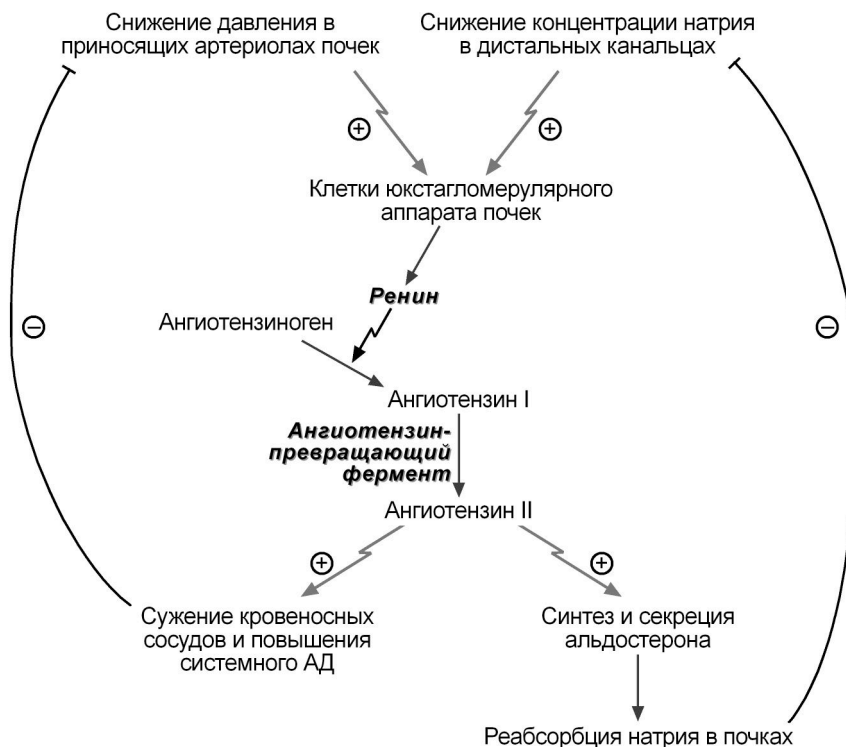 Снижение давления в
приносящих артериолах почек
Снижение концентрации натрия
в дистальных канальцах
+
+
Клетки юкстагломерулярного
аппарата почек
Ренин
Ангиотензиноген
−
−
Ангиотензин I
Ангиотензин-
превращающий
фермент
Ангиотензин II
+
+
Сужение кровеносных
сосудов и повышения
системного АД
Синтез и секреция
альдостерона
Реабсорбция натрия в почках